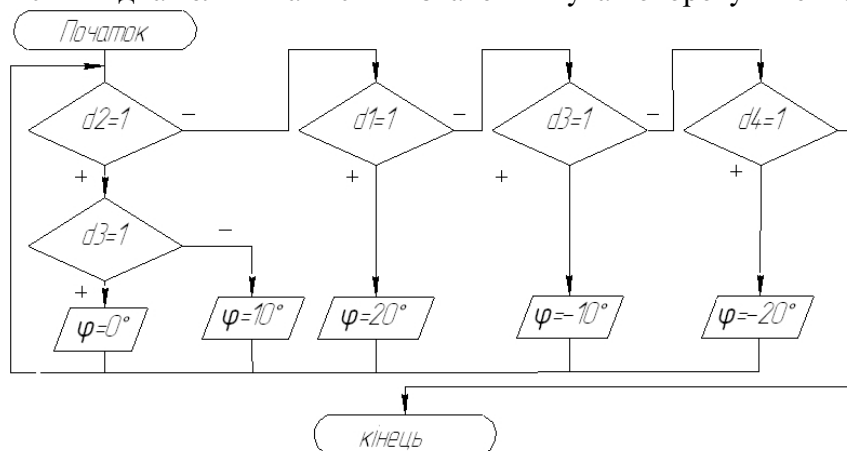 Початок
d2=1
d1=1
d3=1
d4=1
−
−
−
+
+
+
+
d3=1
−
+
φ=0°
φ=10°
φ=20°
φ=−10°
φ=−20°
кінець